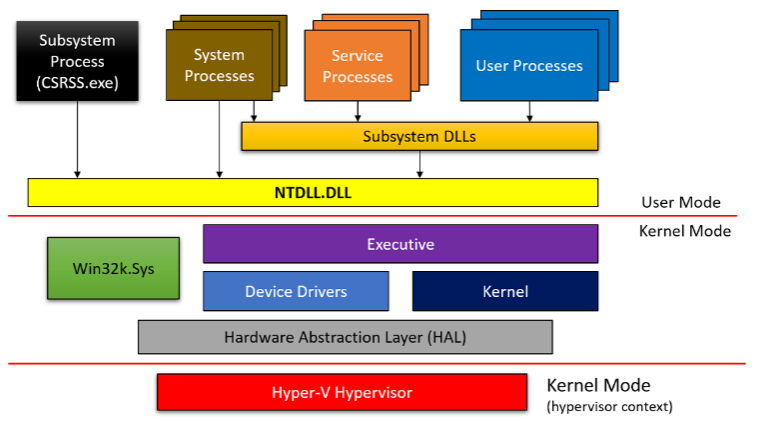 Subsystem
Process
(CSRSS.exe)
System
Processes
Service
Processes
User Processes
Subsystem DLLs
NTDLL.DLL
User Mode
Kernel Mode
Executive
Win32k.Sys
Device Drivers
Kernel
Hardware Abstraction Layer (HAL)
Hyper-V Hypervisor
Kernel Mode
(hypervisor context)